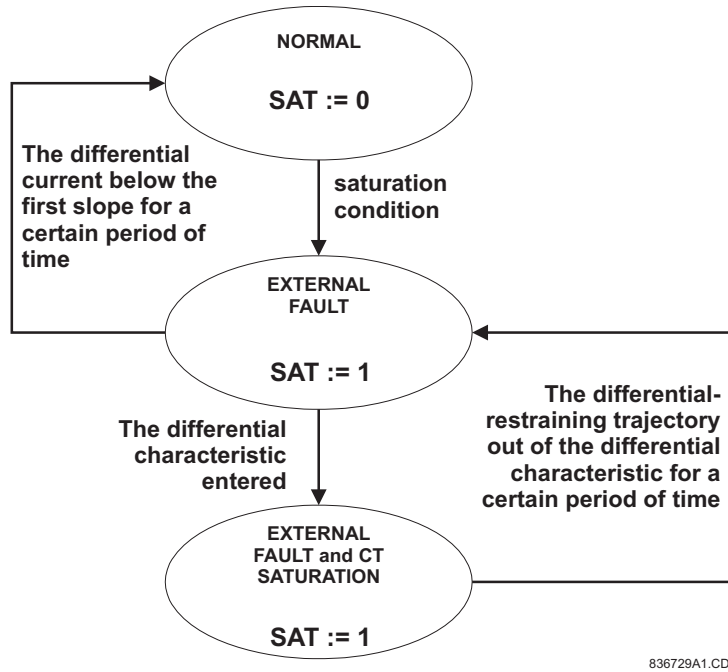 NORMAL
SAT := 0
The differential
current below the
first slope for a
certain period of
time
saturation
condition
EXTERNAL
FAULT
SAT := 1
The differential
characteristic
entered
The differential-
restraining trajectory
out of the differential
characteristic for a
certain period of time
EXTERNAL
FAULT and CT
SATURATION
SAT := 1
836729A1.CD